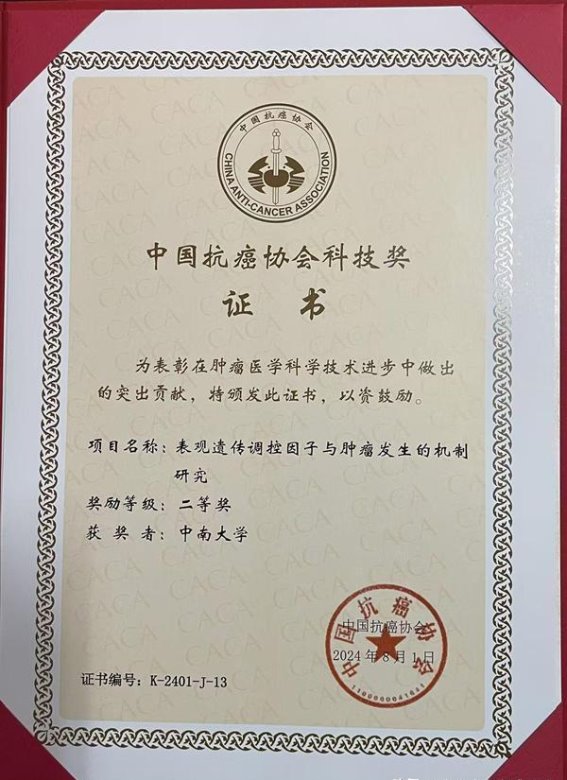 中国抗癌协会
CHINA ANTI-CANCER ASSOCIATION
中国抗癌协会科技奖
证 书
为表彰在肿瘤医学科学技术进步中做出
的突出贡献，特颁发此证书，以资鼓励。
项目名称：表观遗传调控因子与肿瘤发生的机制
研究
奖励等级：二等奖
获 奖 者：中南大学
中国抗癌协会
中国抗癌协会
2024年8月1日
证书编号：K-2401-J-13